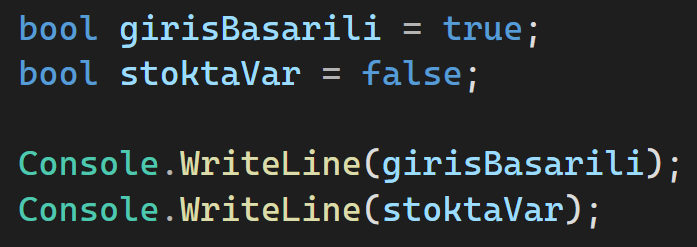 bool girisBasarili = true;
bool stoktaVar = false;
Console.WriteLine(girisBasarili);
Console.WriteLine(stoktaVar);